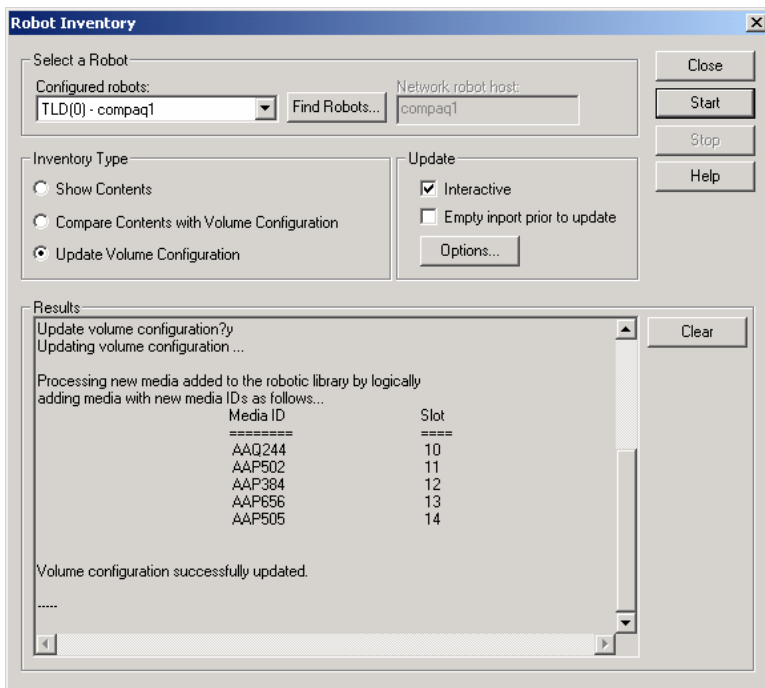 Robot Inventory
Select a Robot
Configured robots:
TLD(0) - compaq1
Find Robots...
Network robot host:
compaq1
Close
Start
Stop
Help
Inventory Type
Show Contents
Compare Contents with Volume Configuration
Update Volume Configuration
Update
Interactive
Empty inport prior to update
Options...
Results
Update volume configuration?y
Updating volume configuration ...
Processing new media added to the robotic library by logically
adding media with new media IDs as follows...
Media ID Slot
======== ====
AAQ244 10
AAP502 11
AAP384 12
AAP656 13
AAP505 14
Volume configuration successfully updated.
-----
Clear